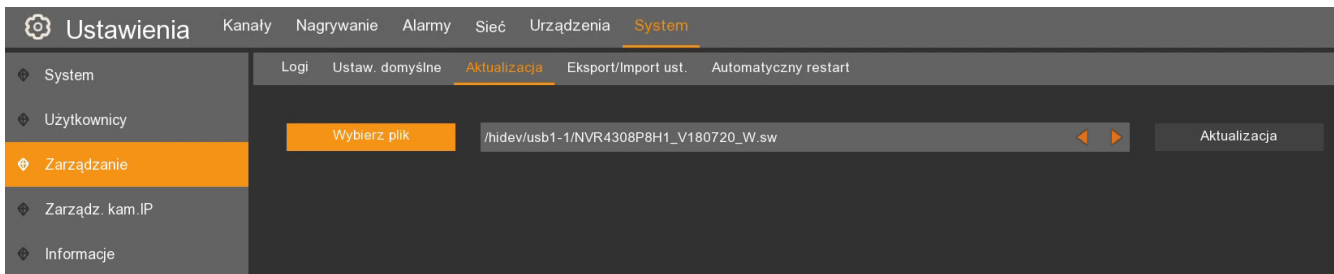 Ustawienia Kanały Nagrywanie Alarmy Sieć Urządzenia System
System Logi Ustaw. domyślne Aktualizacja Eksport/Import ust. Automatyczny restart
Użytkownicy
Wybierz plik /hidev/usb1-1/NVR4308P8H1_V180720_W.sw Aktualizacja
Zarządzanie
Zarządz. kam.IP
Informacje